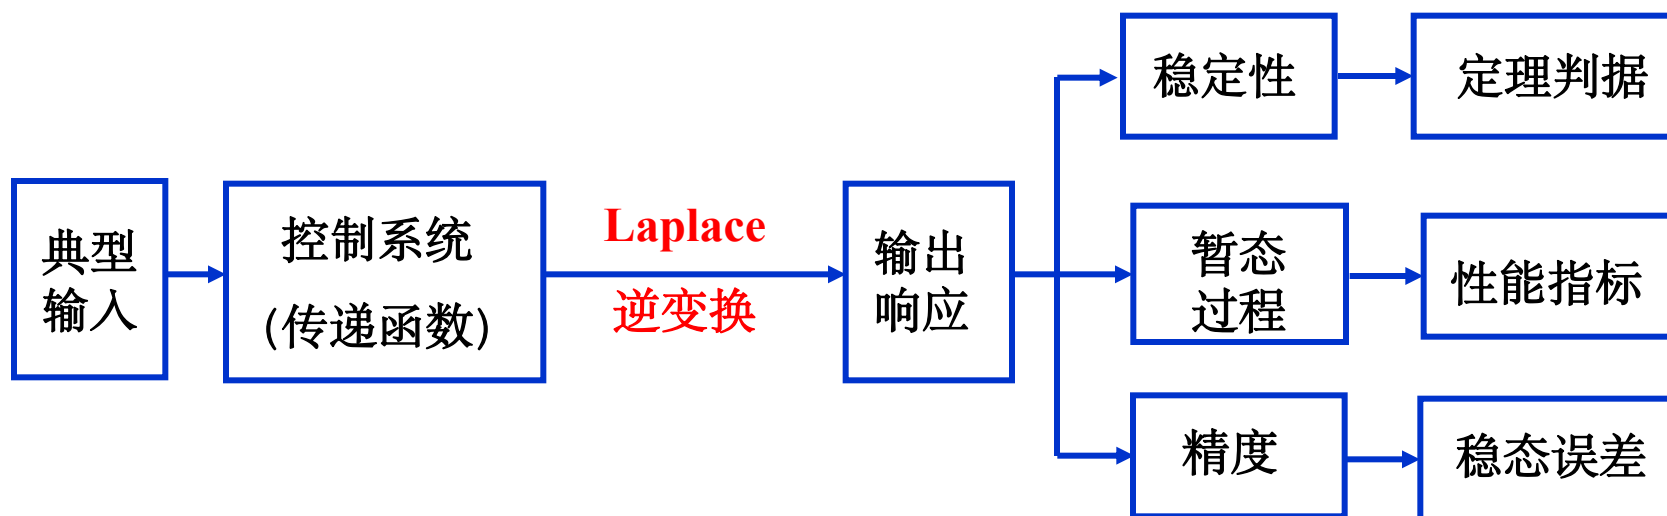 典型
输入
控制系统
(传递函数)
Laplace
逆变换
输出
响应
稳定性
定理判据
暂态
过程
性能指标
精度
稳态误差